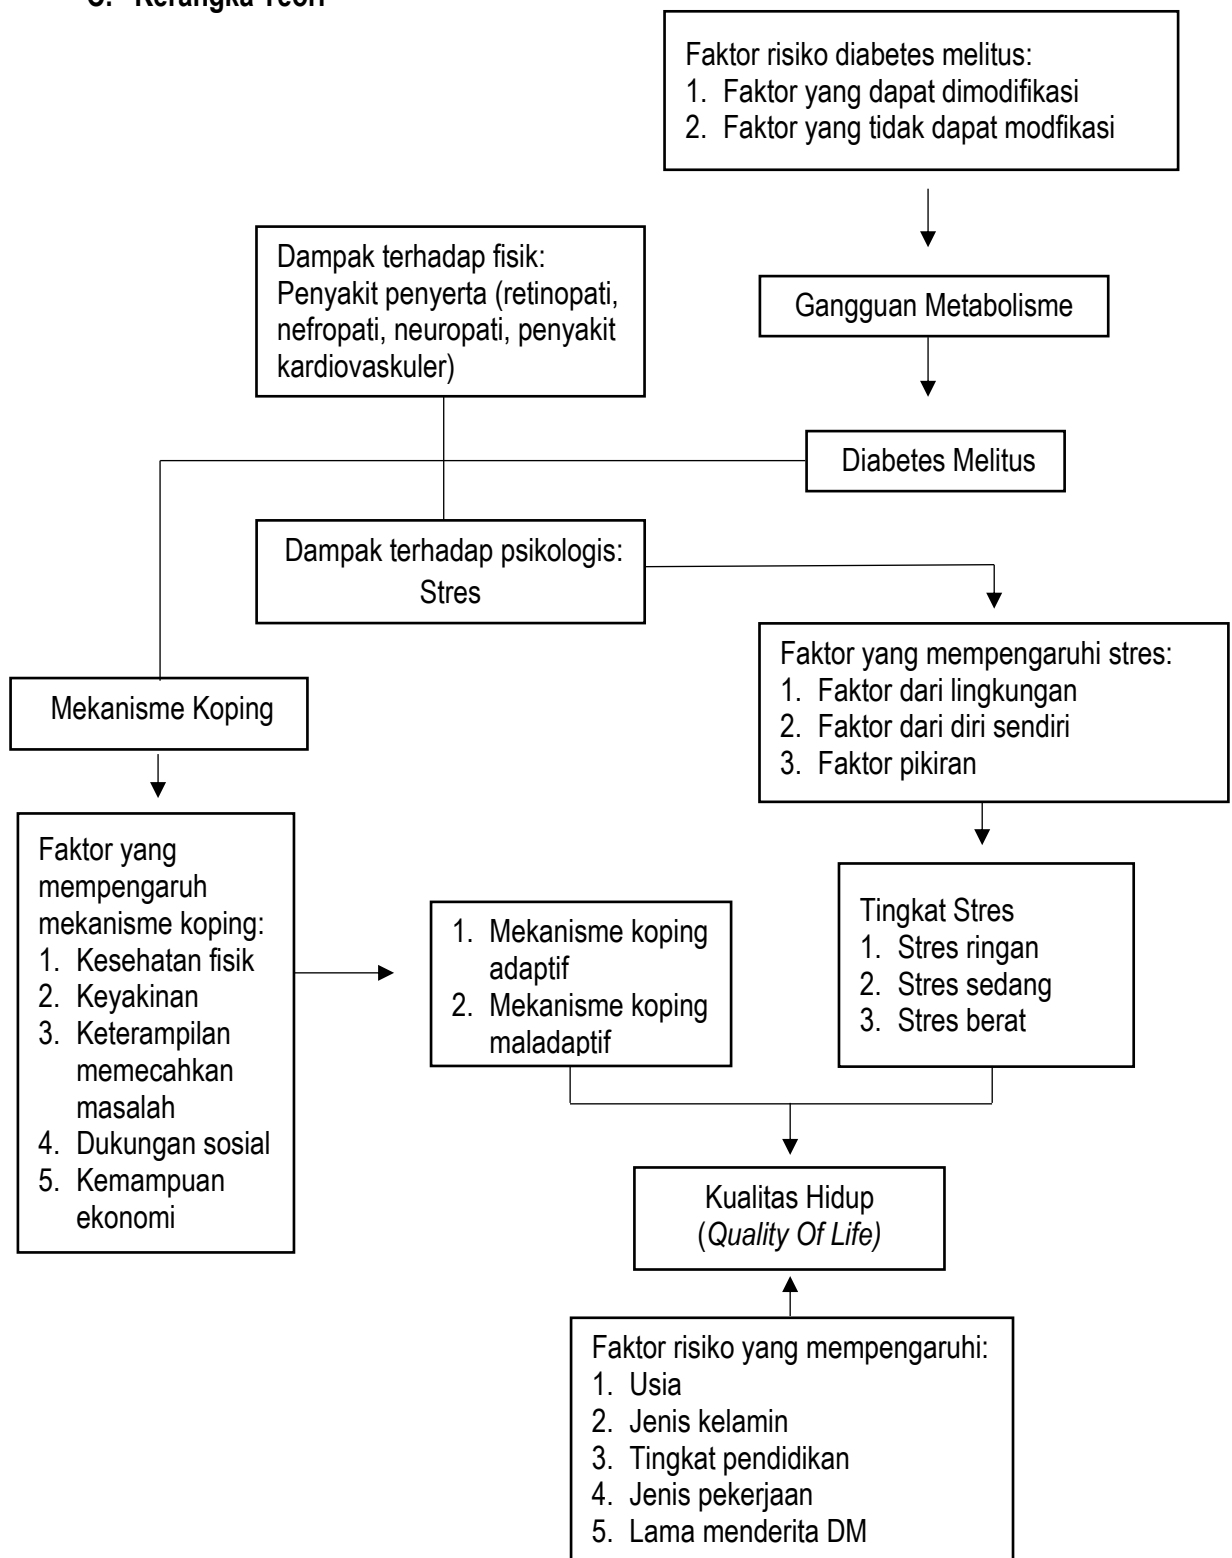 Kerangka Teori
Faktor risiko diabetes melitus:
1. Faktor yang dapat dimodifikasi
2. Faktor yang tidak dapat modfikasi
Dampak terhadap fisik:
Penyakit penyerta (retinopati,
nefropati, neuropati, penyakit
kardiovaskuler)
Gangguan Metabolisme
Diabetes Melitus
Dampak terhadap psikologis:
Stres
Faktor yang mempengaruhi stres:
1. Faktor dari lingkungan
2. Faktor dari diri sendiri
3. Faktor pikiran
Mekanisme Koping
Faktor yang
mempengaruh
mekanisme koping:
1. Kesehatan fisik
2. Keyakinan
3. Keterampilan
memecahkan
masalah
4. Dukungan sosial
5. Kemampuan
ekonomi
1. Mekanisme koping
adaptif
2. Mekanisme koping
maladaptif
Tingkat Stres
1. Stres ringan
2. Stres sedang
3. Stres berat
Kualitas Hidup
(Quality Of Life)
Faktor risiko yang mempengaruhi:
1. Usia
2. Jenis kelamin
3. Tingkat pendidikan
4. Jenis pekerjaan
5. Lama menderita DM